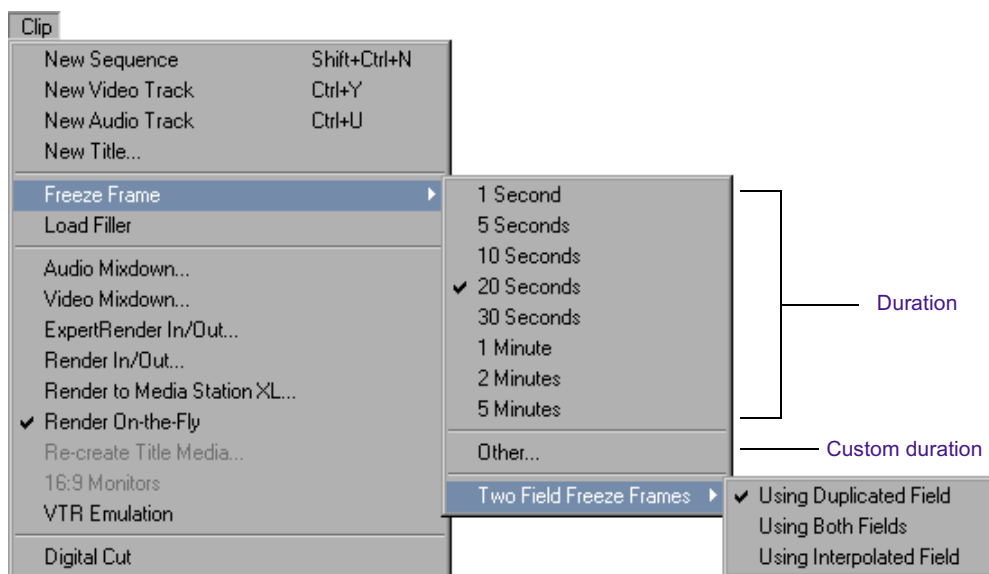 Clip
New Sequence Shift+Ctrl+N
New Video Track Ctrl+Y
New Audio Track Ctrl+U
New Title...
Freeze Frame
Load Filler
Audio Mixdown...
Video Mixdown...
ExpertRender In/Out...
Render In/Out...
Render to Media Station XL...
Render On-the-Fly
Re-create Title Media...
16:9 Monitors
VTR Emulation
Digital Cut
1 Second
5 Seconds
10 Seconds
20 Seconds
30 Seconds
1 Minute
2 Minutes
5 Minutes
Other...
Two Field Freeze Frames
Using Duplicated Field
Using Both Fields
Using Interpolated Field
Duration
Custom duration